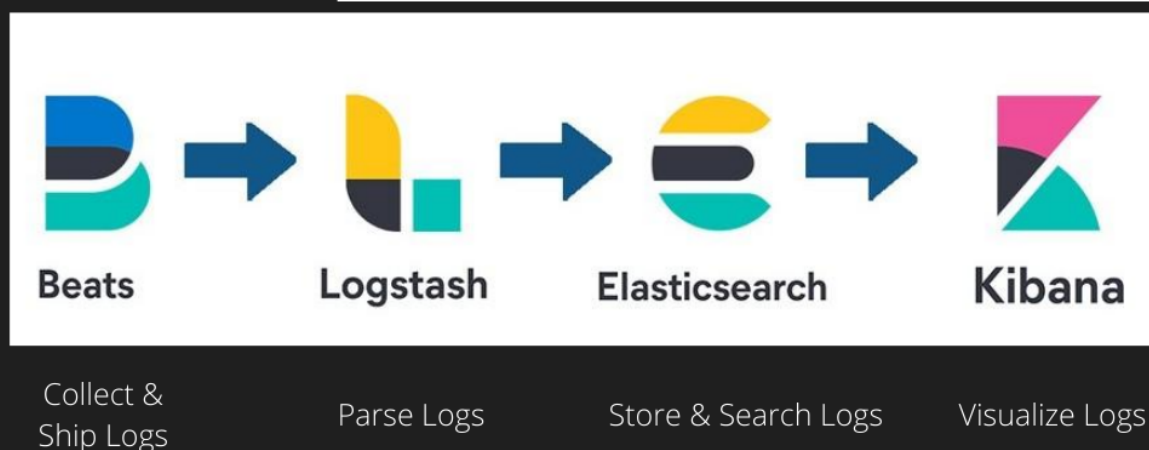 Beats
Logstash
Elasticsearch
Kibana
Collect &
Ship Logs
Parse Logs
Store & Search Logs
Visualize Logs